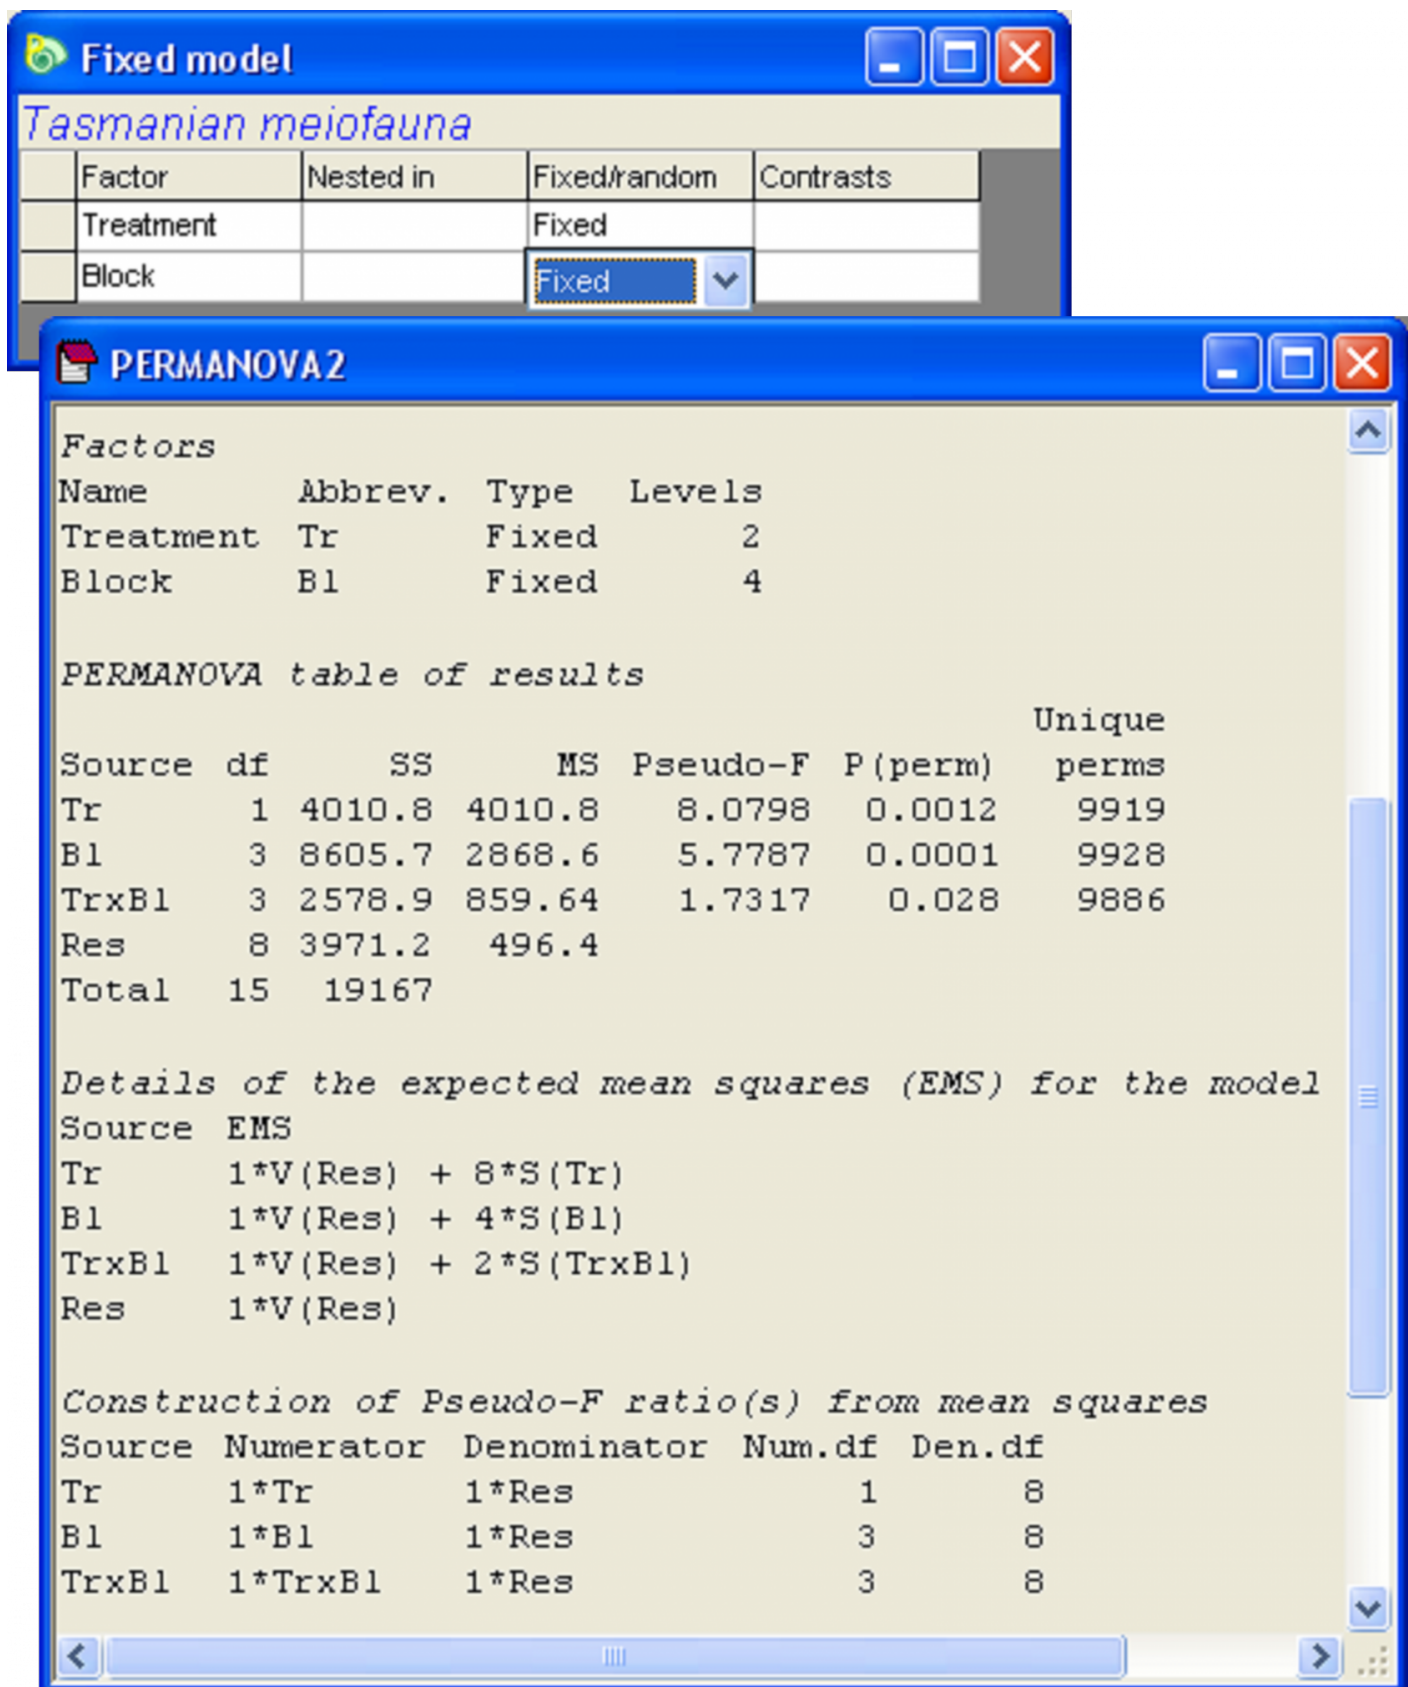 Fixed model
Tasmanian meiofauna
Factor Nested in Fixed/random Contrasts
Treatment Fixed
Block Fixed
PERMANOVA2
Factors
Name Abbrev. Type Levels
Treatment Tr Fixed 2
Block Bl Fixed 4
PERMANOVA table of results
Unique
Source df SS MS Pseudo-F P(perm) perms
Tr 1 4010.8 4010.8 8.0798 0.0012 9919
Bl 3 8605.7 2868.6 5.7787 0.0001 9928
TrxBl 3 2578.9 859.64 1.7317 0.028 9886
Res 8 3971.2 496.4
Total 15 19167
Details of the expected mean squares (EMS) for the model
Source EMS
Tr 1*V(Res) + 8*S(Tr)
Bl 1*V(Res) + 4*S(Bl)
TrxBl 1*V(Res) + 2*S(TrxBl)
Res 1*V(Res)
Construction of Pseudo-F ratio(s) from mean squares
Source Numerator Denominator Num.df Den.df
Tr 1*Tr 1*Res 1 8
Bl 1*Bl 1*Res 3 8
TrxBl 1*TrxBl 1*Res 3 8